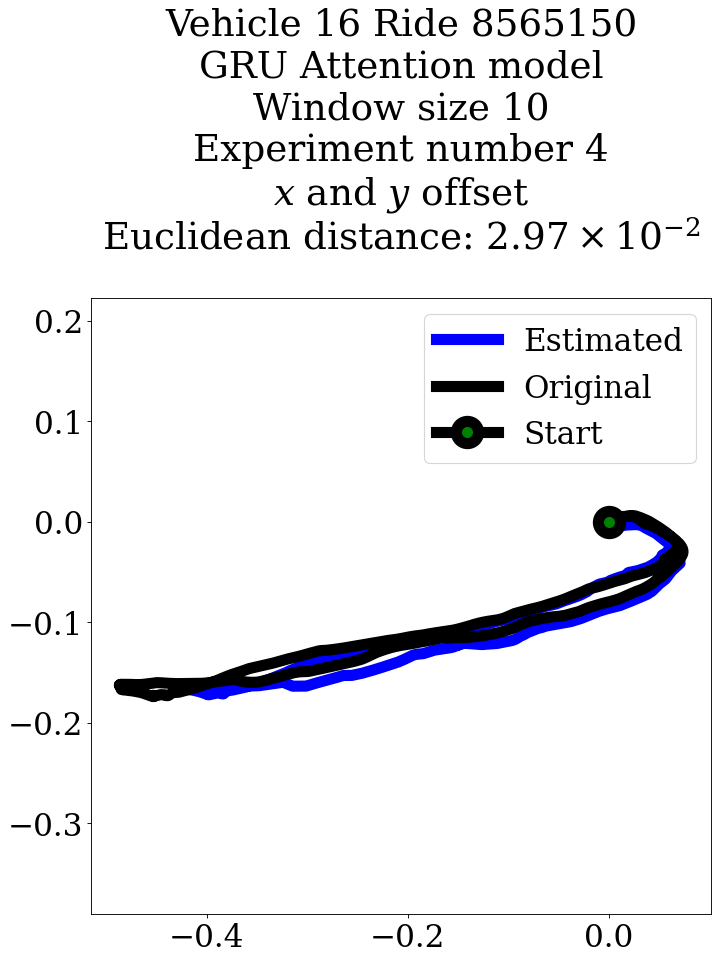 Vehicle 16 Ride 8565150
GRU Attention model
Window size 10
Experiment number 4
x and y offset
Euclidean distance: 2.97 × 10⁻²
Estimated
Original
Start
0.2
0.1
0.0
−0.1
−0.2
−0.3
−0.4
−0.2
0.0